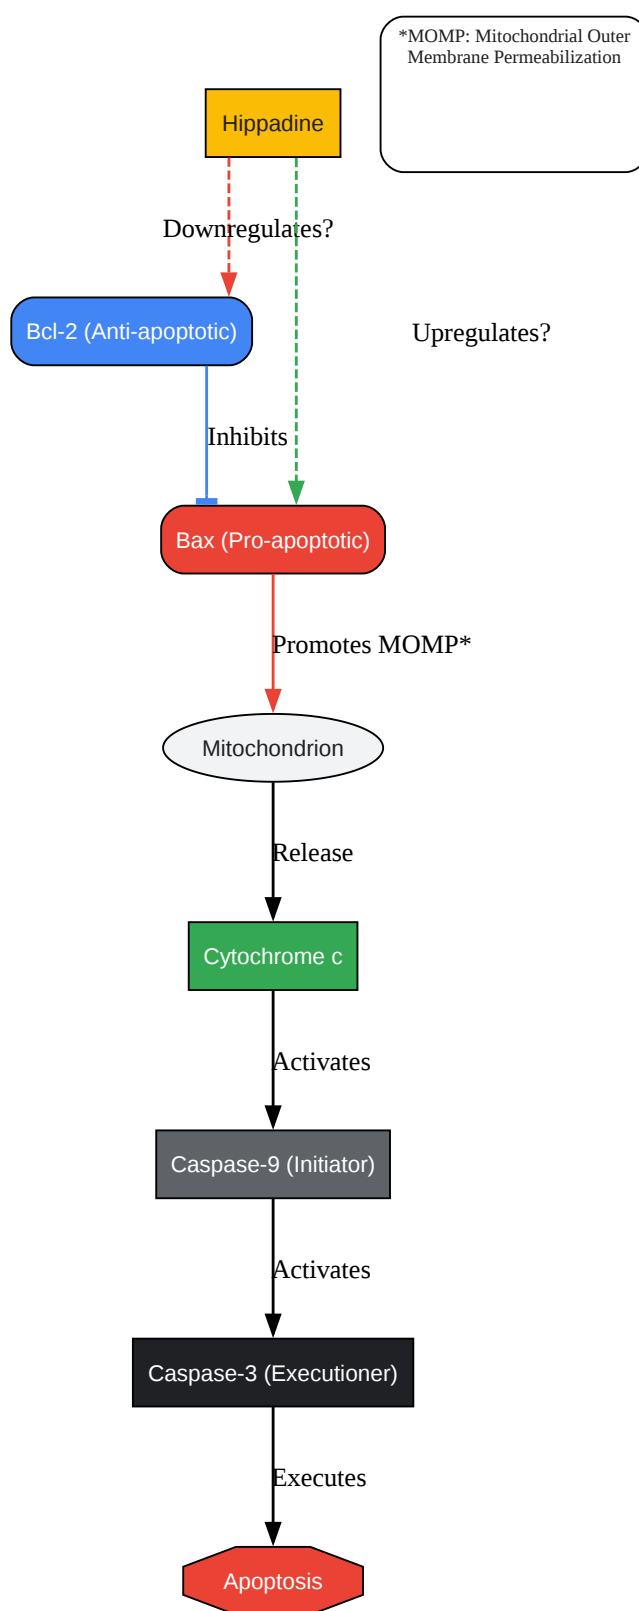 *MOMP: Mitochondrial Outer
Membrane Permeabilization
Hippadine
Downregulates?
Bcl-2 (Anti-apoptotic)
Upregulates?
Inhibits
Bax (Pro-apoptotic)
Promotes MOMP*
Mitochondrion
Release
Cytochrome c
Activates
Caspase-9 (Initiator)
Activates
Caspase-3 (Executioner)
Executes
Apoptosis